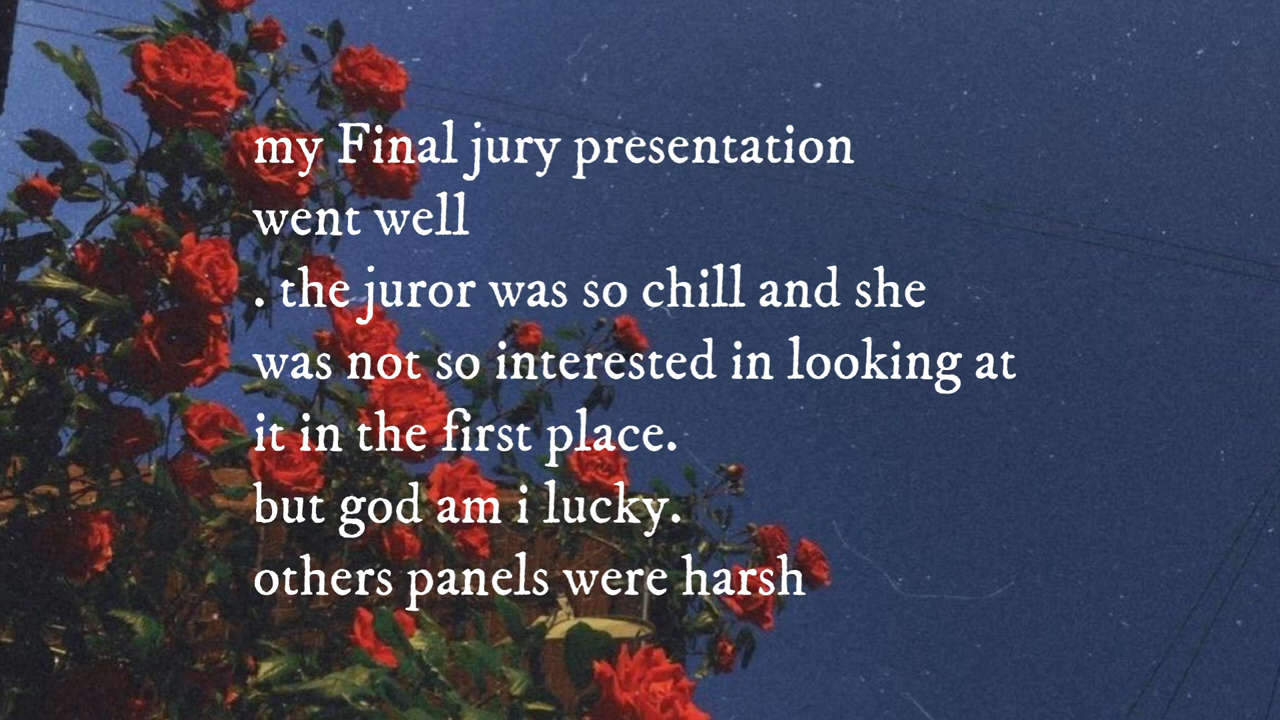 my Final jury presentation
went well
. the juror was so chill and she
was not so interested in looking at
it in the first place.
but god am i lucky.
others panels were harsh